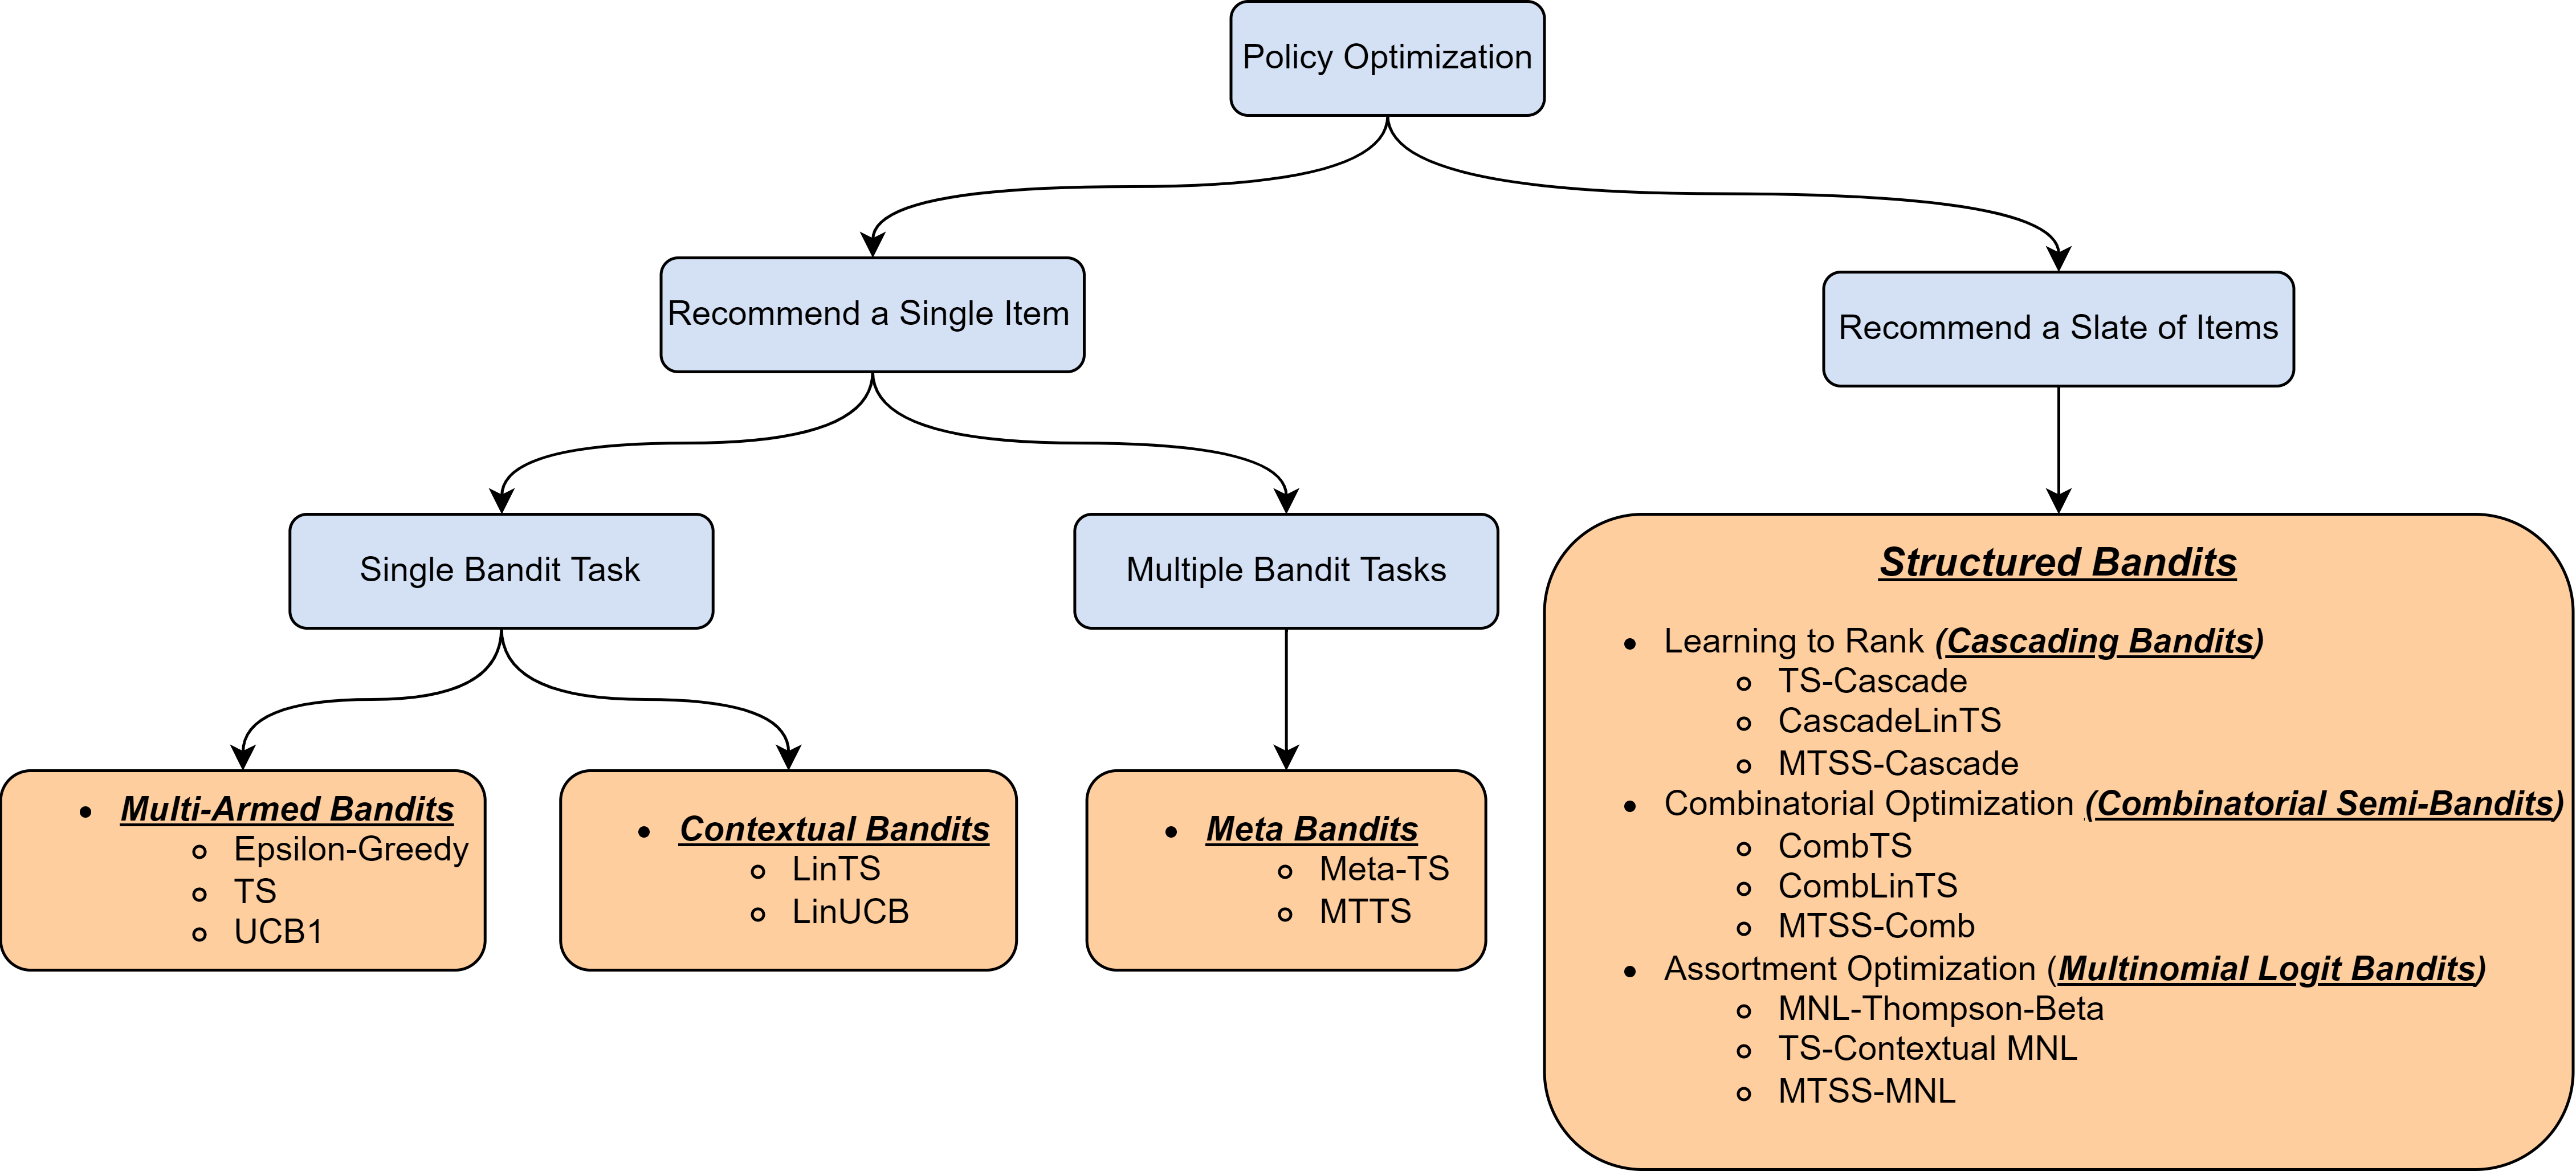 Policy Optimization
Recommend a Single Item
Recommend a Slate of Items
Single Bandit Task
Multiple Bandit Tasks
Multi-Armed Bandits
Epsilon-Greedy
TS
UCB1
Contextual Bandits
LinTS
LinUCB
Meta Bandits
Meta-TS
MTTS
Structured Bandits
Learning to Rank (Cascading Bandits)
TS-Cascade
CascadeLinTS
MTSS-Cascade
Combinatorial Optimization (Combinatorial Semi-Bandits)
CombTS
CombLinTS
MTSS-Comb
Assortment Optimization (Multinomial Logit Bandits)
MNL-Thompson-Beta
TS-Contextual MNL
MTSS-MNL